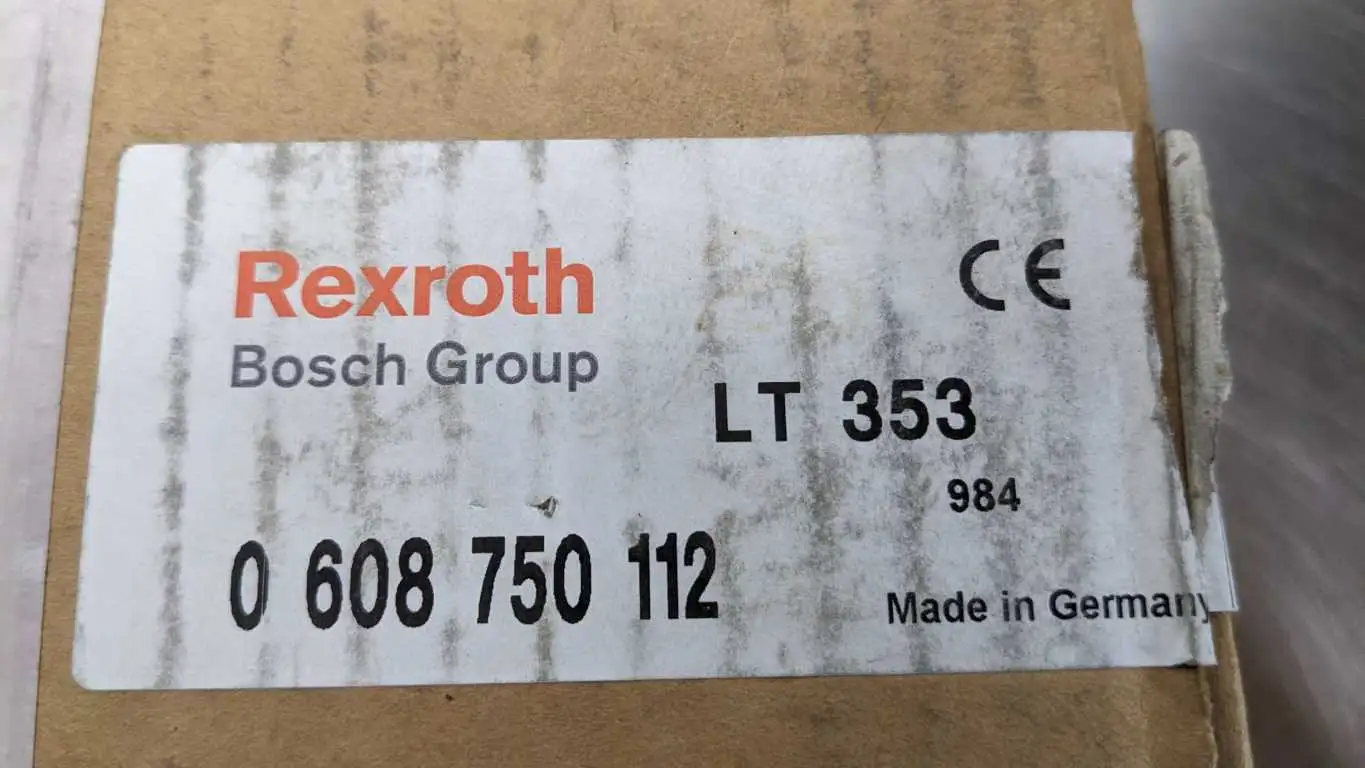 Rexroth
Bosch Group
CE
LT 353
984
0 608 750 112
Made in Germany